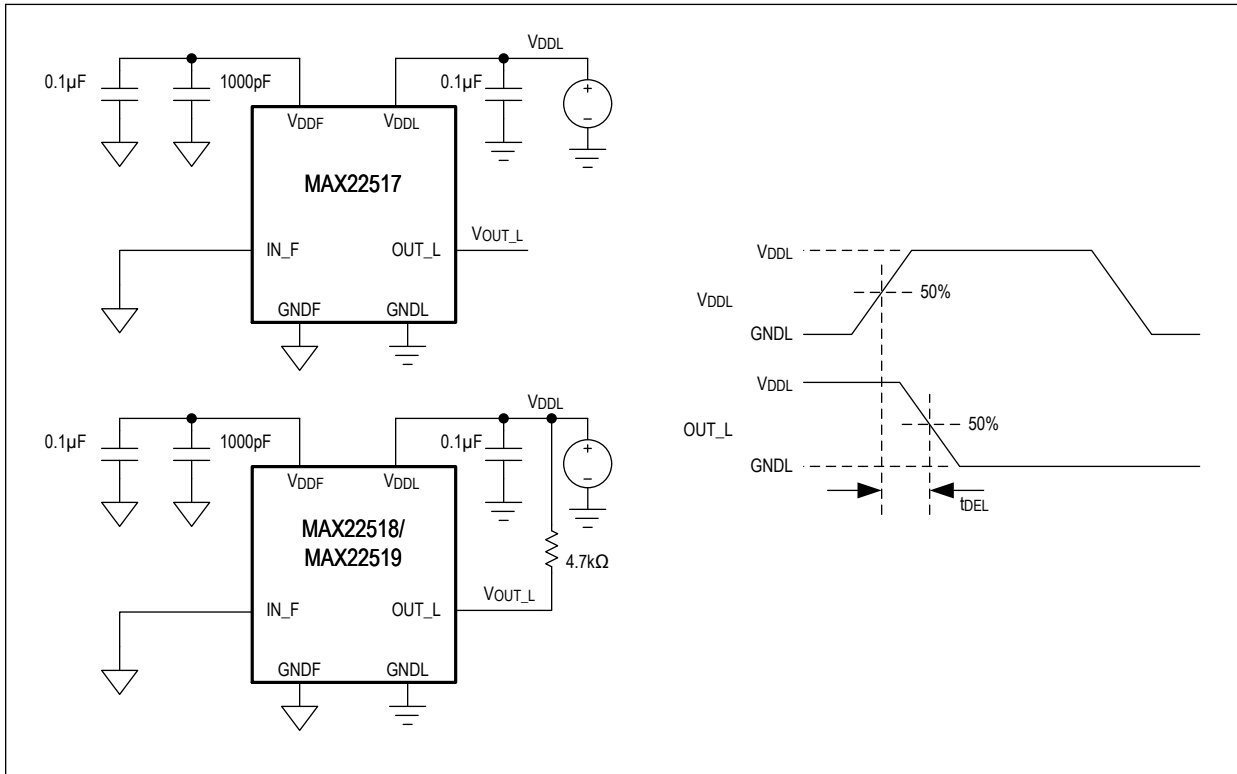 VDDL
0.1µF
1000pF
0.1µF
+
−
VDDF
VDDL
MAX22517
IN_F
OUT_L
VOUT_L
GNDF
GNDL
VDDL
0.1µF
1000pF
0.1µF
+
−
VDDF
VDDL
MAX22518/
MAX22519
4.7kΩ
IN_F
OUT_L
VOUT_L
GNDF
GNDL
VDDL
VDDL
50%
GNDL
VDDL
OUT_L
50%
GNDL
tDEL